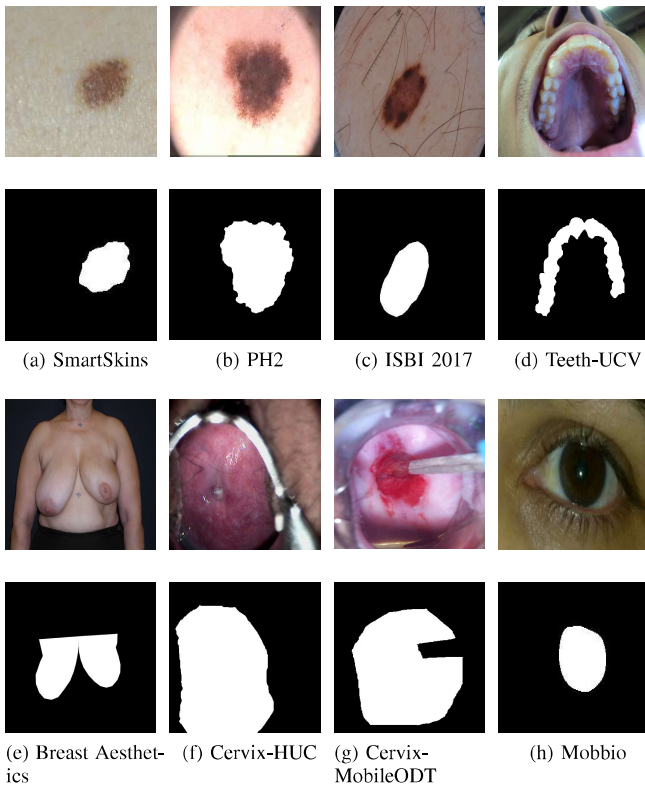 (a) SmartSkins
(b) PH2
(c) ISBI 2017
(d) Teeth-UCV
(e) Breast Aesthet-
ics
(f) Cervix-HUC
(g) Cervix-
MobileODT
(h) Mobbio